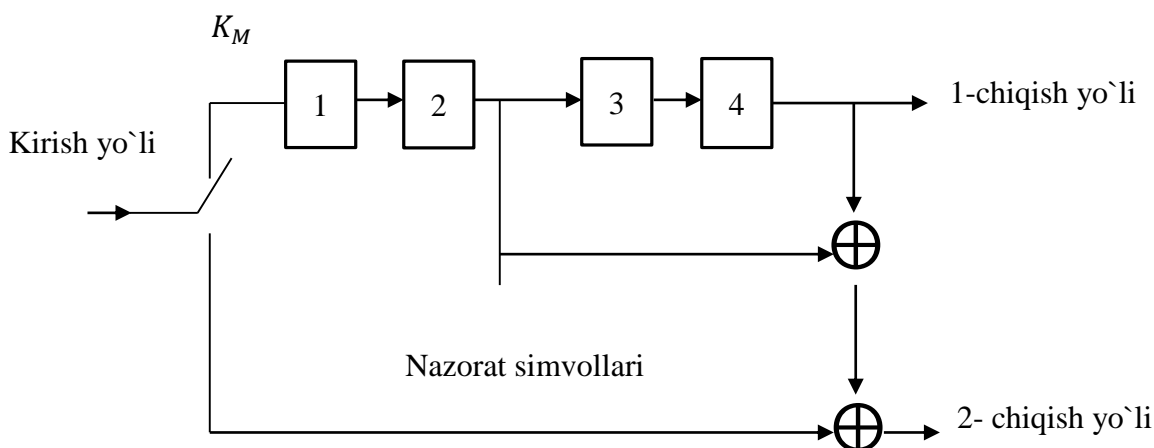 K_M
1 2 3 4
1-chiqish yo`li
Kirish yo`li
Nazorat simvollari
2- chiqish yo`li